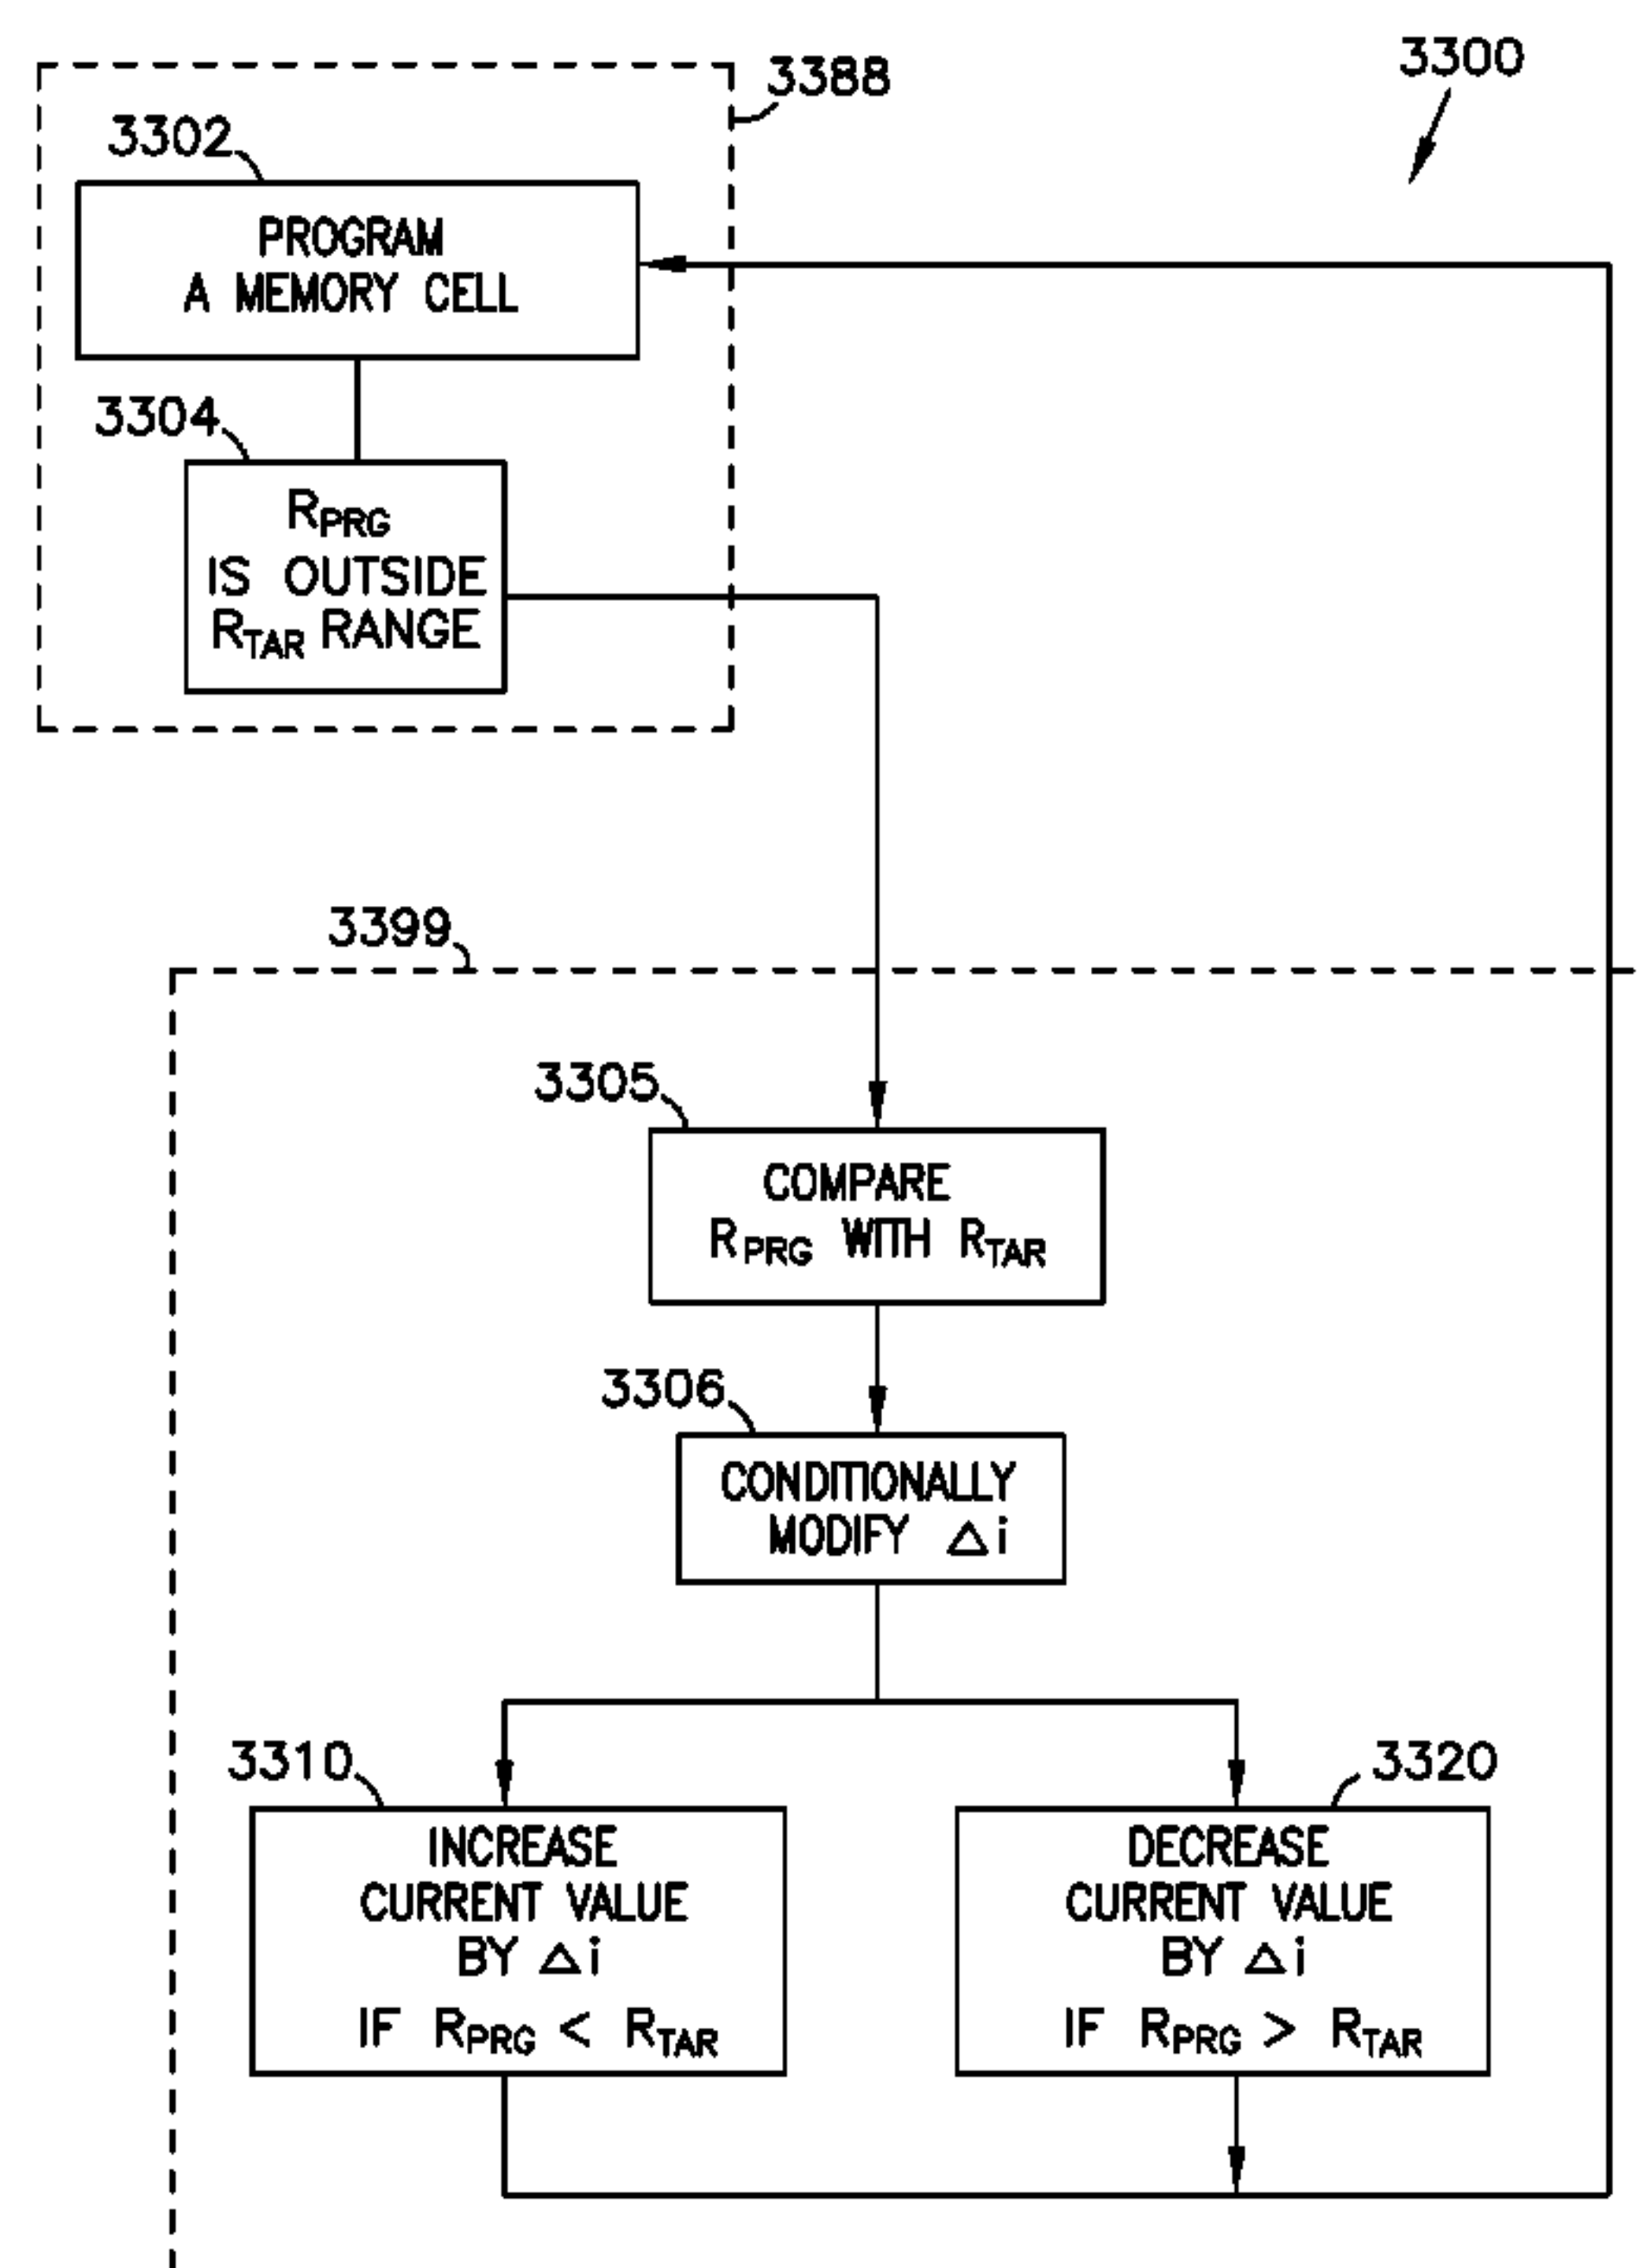 3300
3388
3302
PROGRAM
A MEMORY CELL
3304
RPRG
IS OUTSIDE
RTAR RANGE
3399
3305
COMPARE
RPRG WITH RTAR
3306
CONDITIONALLY
MODIFY Δi
3310
INCREASE
CURRENT VALUE
BY Δi
IF RPRG < RTAR
3320
DECREASE
CURRENT VALUE
BY Δi
IF RPRG > RTAR